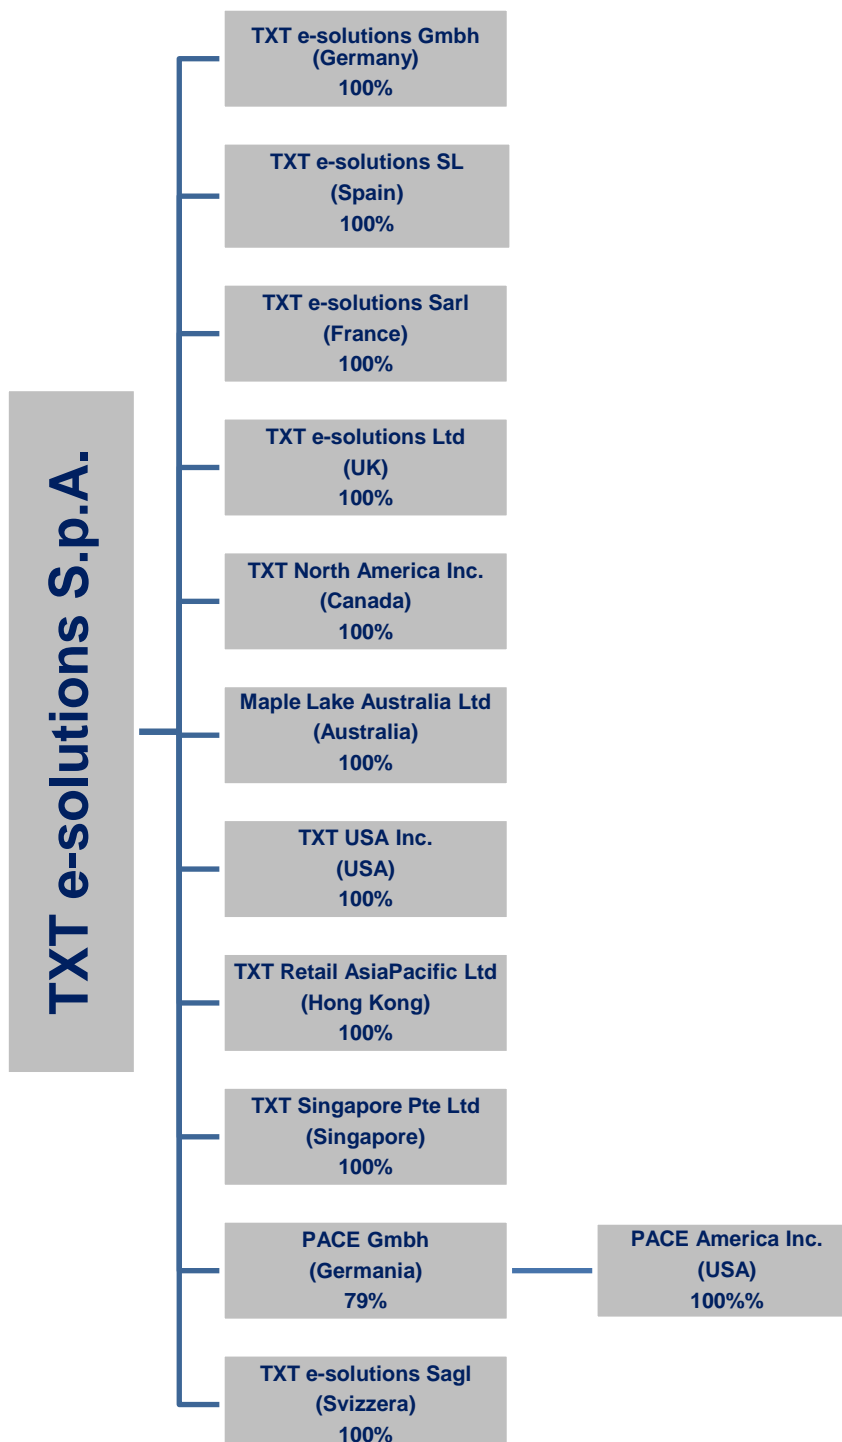 TXT e-solutions S.p.A.
TXT e-solutions Gmbh
(Germany)
100%
TXT e-solutions SL
(Spain)
100%
TXT e-solutions Sarl
(France)
100%
TXT e-solutions Ltd
(UK)
100%
TXT North America Inc.
(Canada)
100%
Maple Lake Australia Ltd
(Australia)
100%
TXT USA Inc.
(USA)
100%
TXT Retail AsiaPacific Ltd
(Hong Kong)
100%
TXT Singapore Pte Ltd
(Singapore)
100%
PACE Gmbh
(Germania)
79%
PACE America Inc.
(USA)
100%%
TXT e-solutions Sagl
(Svizzera)
100%